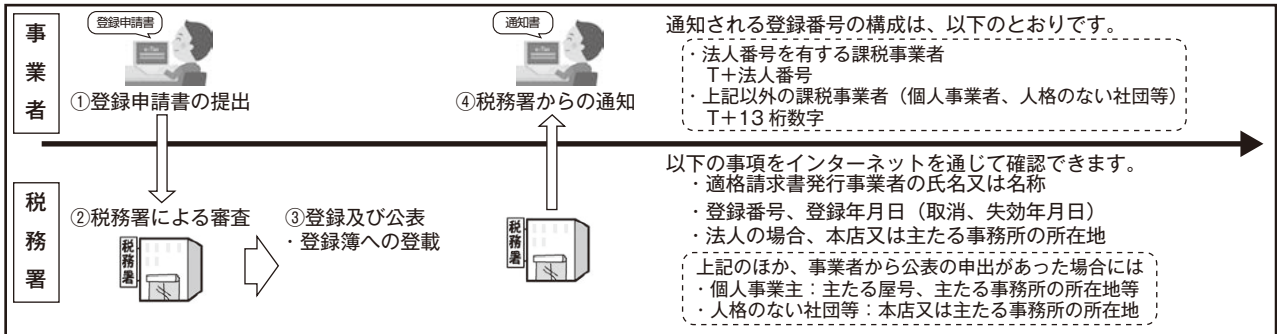 事業者
登録申請書
①登録申請書の提出
通知書
④税務署からの通知
通知される登録番号の構成は、以下のとおりです。
・法人番号を有する課税事業者
T＋法人番号
・上記以外の課税事業者（個人事業者、人格のない社団等）
T＋13桁数字
税務署
②税務署による審査
税務署
③登録及び公表
・登録簿への登載
税務署
以下の事項をインターネットを通じて確認できます。
・適格請求書発行事業者の氏名又は名称
・登録番号、登録年月日（取消、失効年月日）
・法人の場合、本店又は主たる事務所の所在地
上記のほか、事業者から公表の申出があった場合には
・個人事業主：主たる屋号、主たる事務所の所在地等
・人格のない社団等：本店又は主たる事務所の所在地